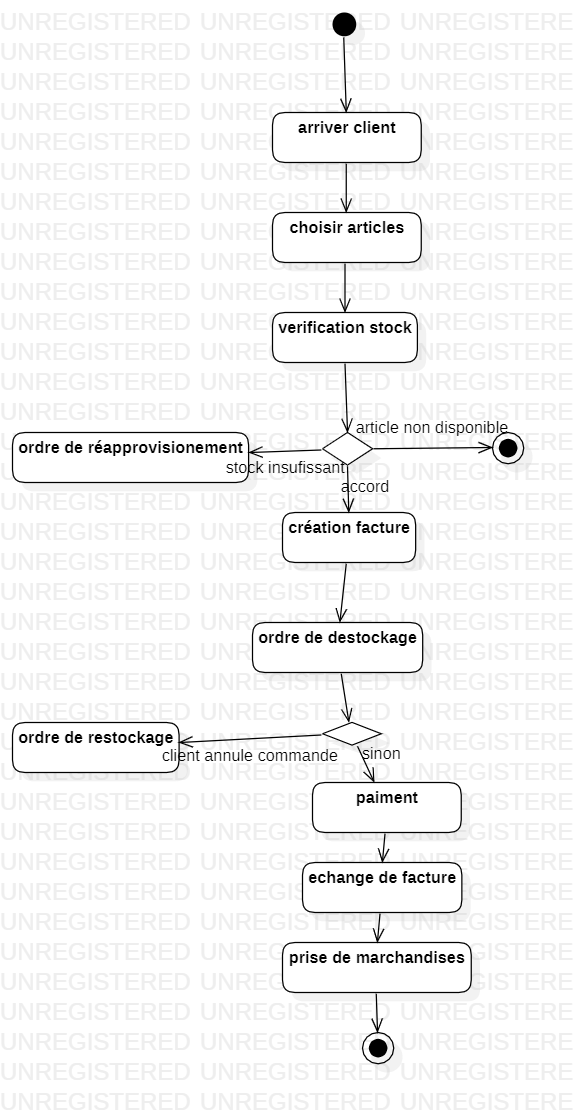 UNREGISTERED
arriver client
choisir articles
verification stock
article non disponible
ordre de réapprovisionement
stock insufissant
accord
création facture
ordre de destockage
ordre de restockage
client annule commande
sinon
paiment
echange de facture
prise de marchandises